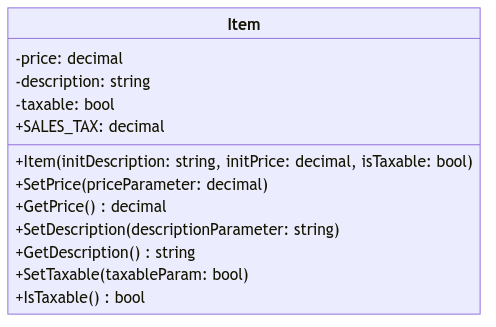 Item
-price: decimal
-description: string
-taxable: bool
+SALES_TAX: decimal
+Item(initDescription: string, initPrice: decimal, isTaxable: bool)
+SetPrice(priceParameter: decimal)
+GetPrice() : decimal
+SetDescription(descriptionParameter: string)
+GetDescription() : string
+SetTaxable(taxableParam: bool)
+IsTaxable() : bool